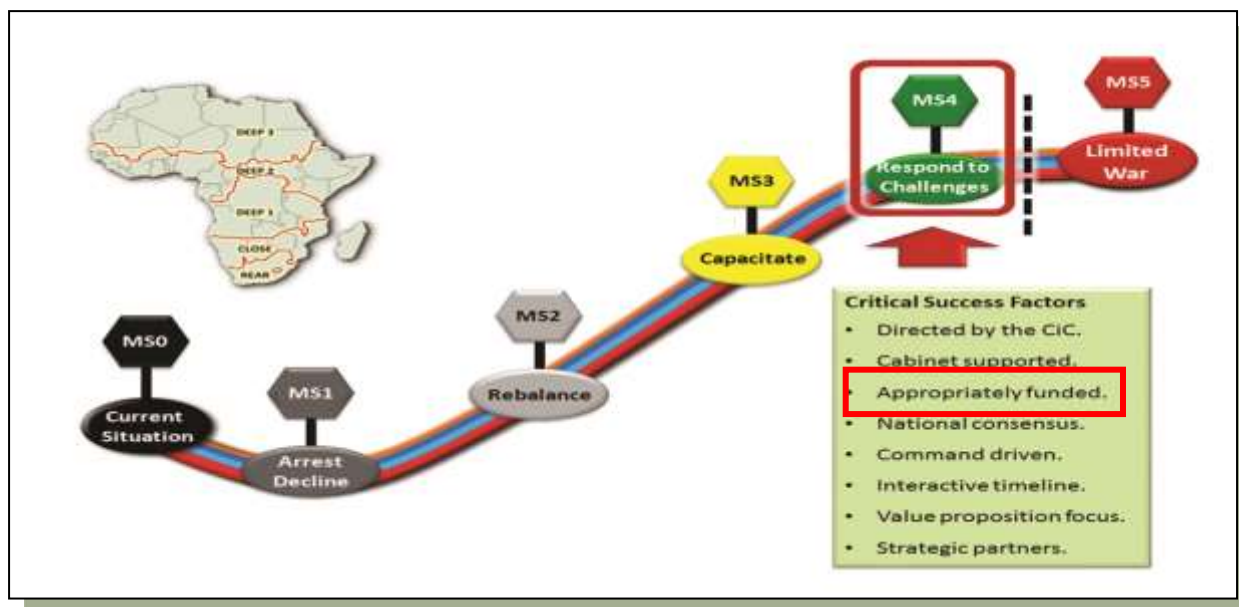 DEEP 3
DEEP 2
DEEP 1
CLOSE
REAR
MS0
Current
Situation
MS1
Arrest
Decline
MS2
Rebalance
MS3
Capacitate
MS4
Respond to
Challenges
MS5
Limited
War
Critical Success Factors
• Directed by the CiC.
• Cabinet supported.
• Appropriately funded.
• National consensus.
• Command driven.
• Interactive timeline.
• Value proposition focus.
• Strategic partners.